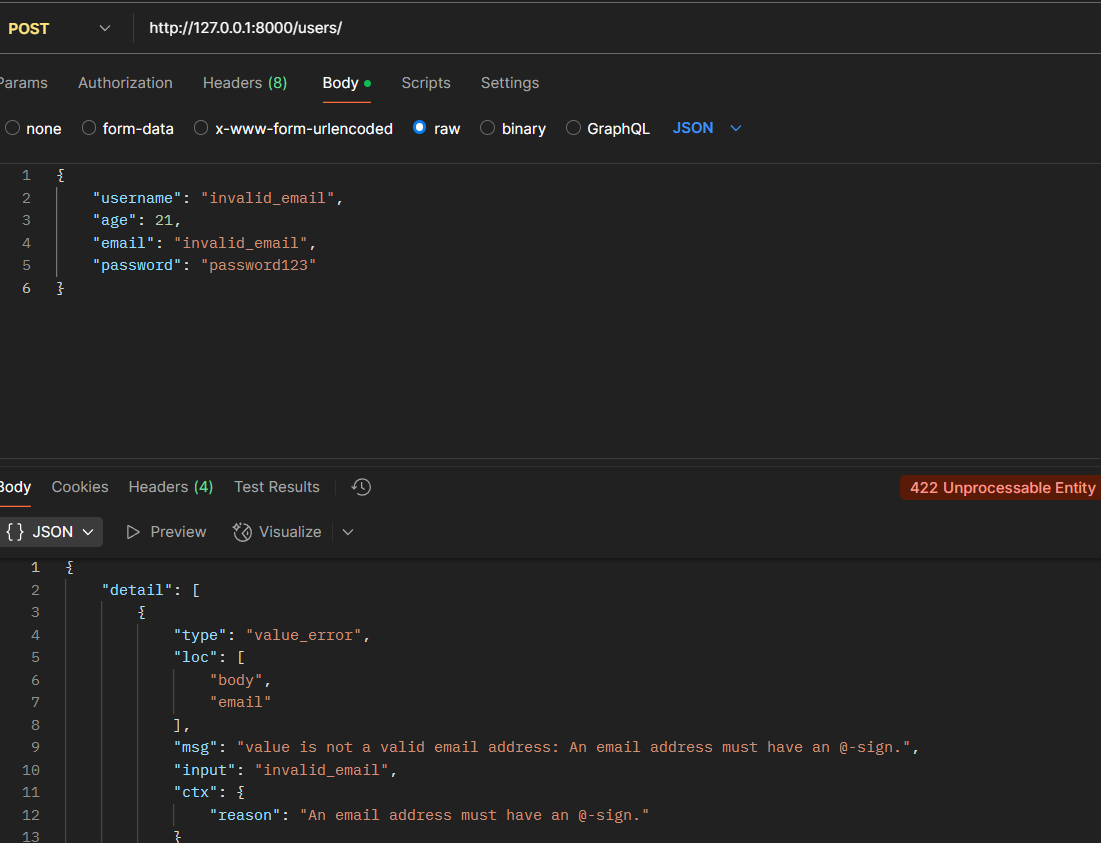 POST http://127.0.0.1:8000/users/
Params Authorization Headers (8) Body Scripts Settings
none form-data x-www-form-urlencoded raw binary GraphQL JSON
1 {
2 "username": "invalid_email",
3 "age": 21,
4 "email": "invalid_email",
5 "password": "password123"
6 }
Body Cookies Headers (4) Test Results 422 Unprocessable Entity
{} JSON Preview Visualize
1 {
2 "detail": [
3 {
4 "type": "value_error",
5 "loc": [
6 "body",
7 "email"
8 ],
9 "msg": "value is not a valid email address: An email address must have an @-sign.",
10 "input": "invalid_email",
11 "ctx": {
12 "reason": "An email address must have an @-sign."
13 }